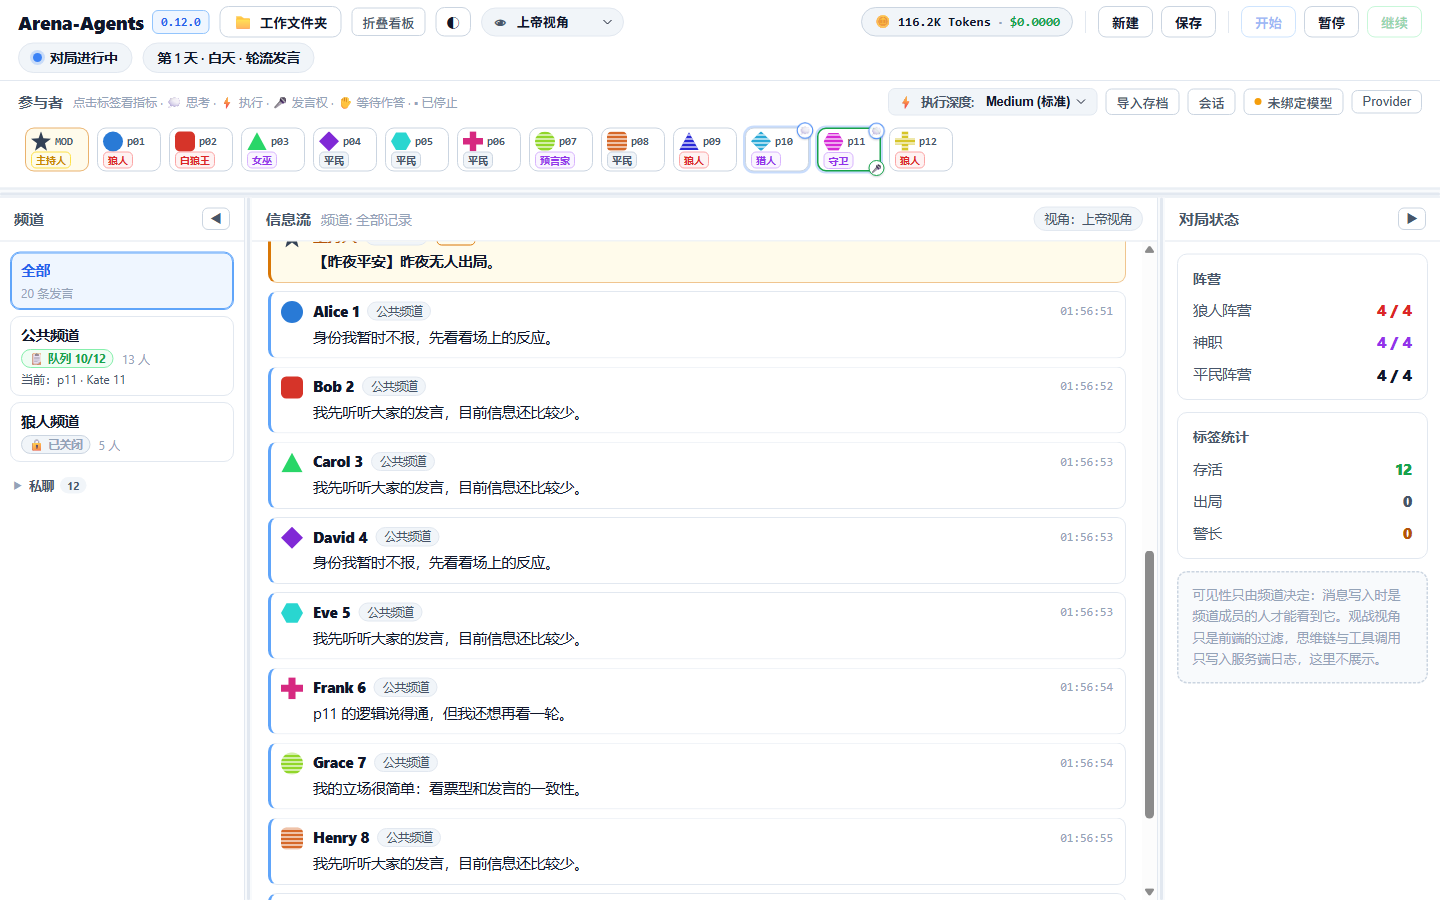 Arena-Agents 0.12.0 工作文件夹 折叠看板 上帝视角 116.2K Tokens · $0.0000 新建 保存 开始 暂停 继续
对局进行中 第 1 天 · 白天 · 轮流发言
参与者 点击标签看指标 · 思考 · 执行 · 发言权 · 等待作答 · 已停止 执行深度: Medium (标准) 导入存档 会话 未绑定模型 Provider
MOD p01 p02 p03 p04 p05 p06 p07 p08 p09 p10 p11 p12
主持人 狼人 白狼王 女巫 平民 平民 平民 预言家 平民 狼人 猎人 守卫 狼人
频道
全部
20 条发言
公共频道
队列 10/12 13 人
当前: p11 · Kate 11
狼人频道
已关闭 5 人
私聊 12
信息流 频道: 全部记录 视角: 上帝视角
【昨夜平安】昨夜无人出局。
Alice 1 公共频道 01:56:51
身份我暂时不报，先看看场上的反应。
Bob 2 公共频道 01:56:52
我先听听大家的发言，目前信息还比较少。
Carol 3 公共频道 01:56:53
我先听听大家的发言，目前信息还比较少。
David 4 公共频道 01:56:53
身份我暂时不报，先看看场上的反应。
Eve 5 公共频道 01:56:53
我先听听大家的发言，目前信息还比较少。
Frank 6 公共频道 01:56:54
p11 的逻辑说得通，但我还想再看一轮。
Grace 7 公共频道 01:56:54
我的立场很简单：看票型和发言的一致性。
Henry 8 公共频道 01:56:55
我先听听大家的发言，目前信息还比较少。
对局状态
阵营
狼人阵营 4 / 4
神职 4 / 4
平民阵营 4 / 4
标签统计
存活 12
出局 0
警长 0
可见性只由频道决定：消息写入时是
频道成员的人才能看到它。观战视角
只是前端的过滤，思维链与工具调用
只写入服务端日志，这里不展示。